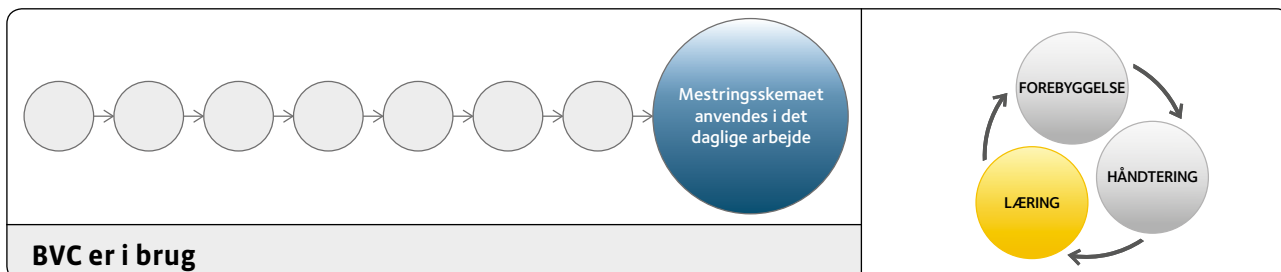 Mestringsskemaet
anvendes i det
daglige arbejde
BVC er i brug
FOREBYGGELSE
HÅNDTERING
LÆRING